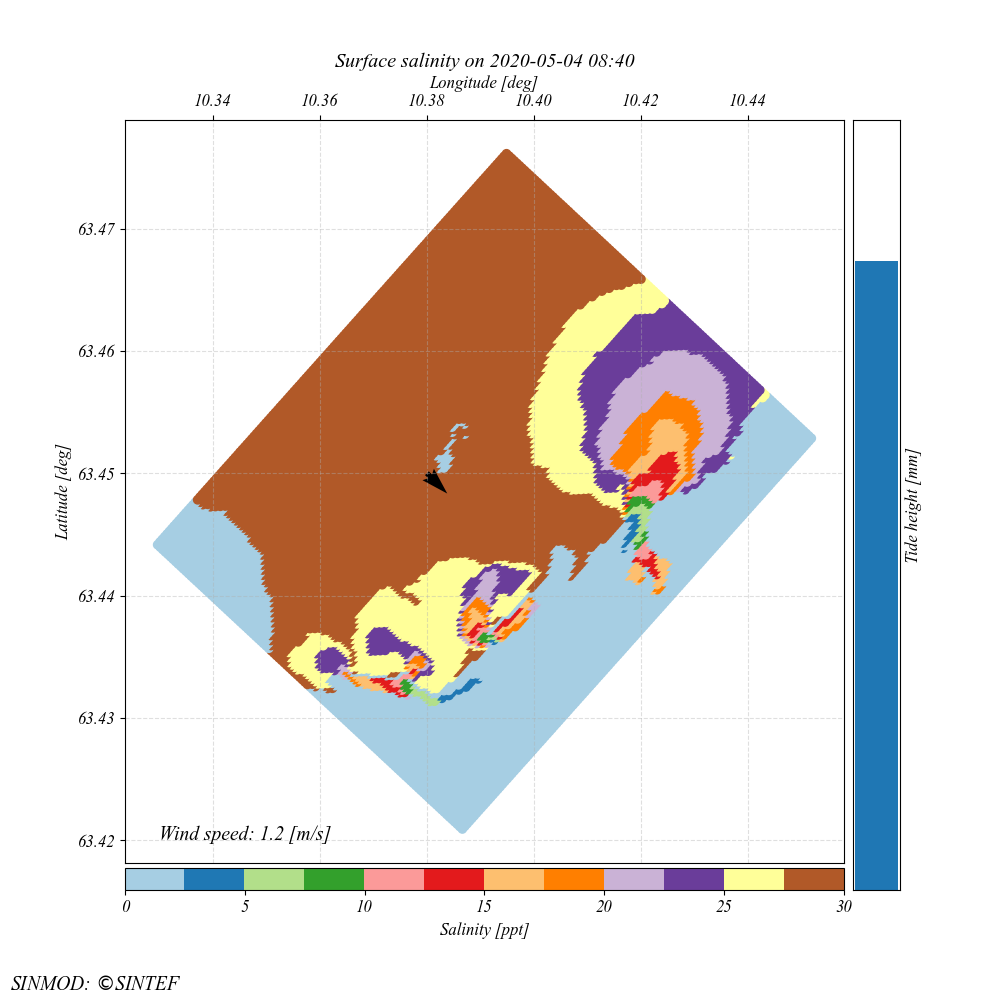 Surface salinity on 2020-05-04 08:40
Longitude [deg]
10.34 10.36 10.38 10.40 10.42 10.44
63.47
63.46
63.45
63.44
63.43
63.42
Latitude [deg]
Tide height [mm]
Wind speed: 1.2 [m/s]
0 5 10 15 20 25 30
Salinity [ppt]
SINMOD: ©SINTEF